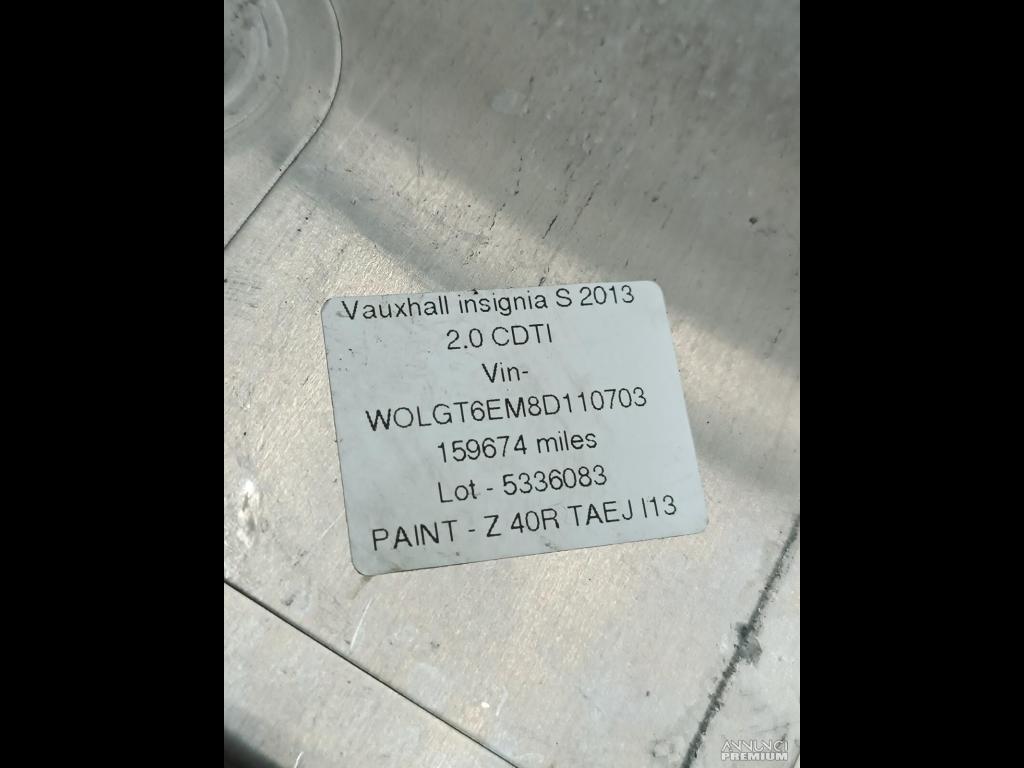 Vauxhall insignia S 2013
2.0 CDTI
Vin-
WOLGT6EM8D110703
159674 miles
Lot - 5336083
PAINT - Z 40R TAEJ I13
ANNUNCI
PREMIUM